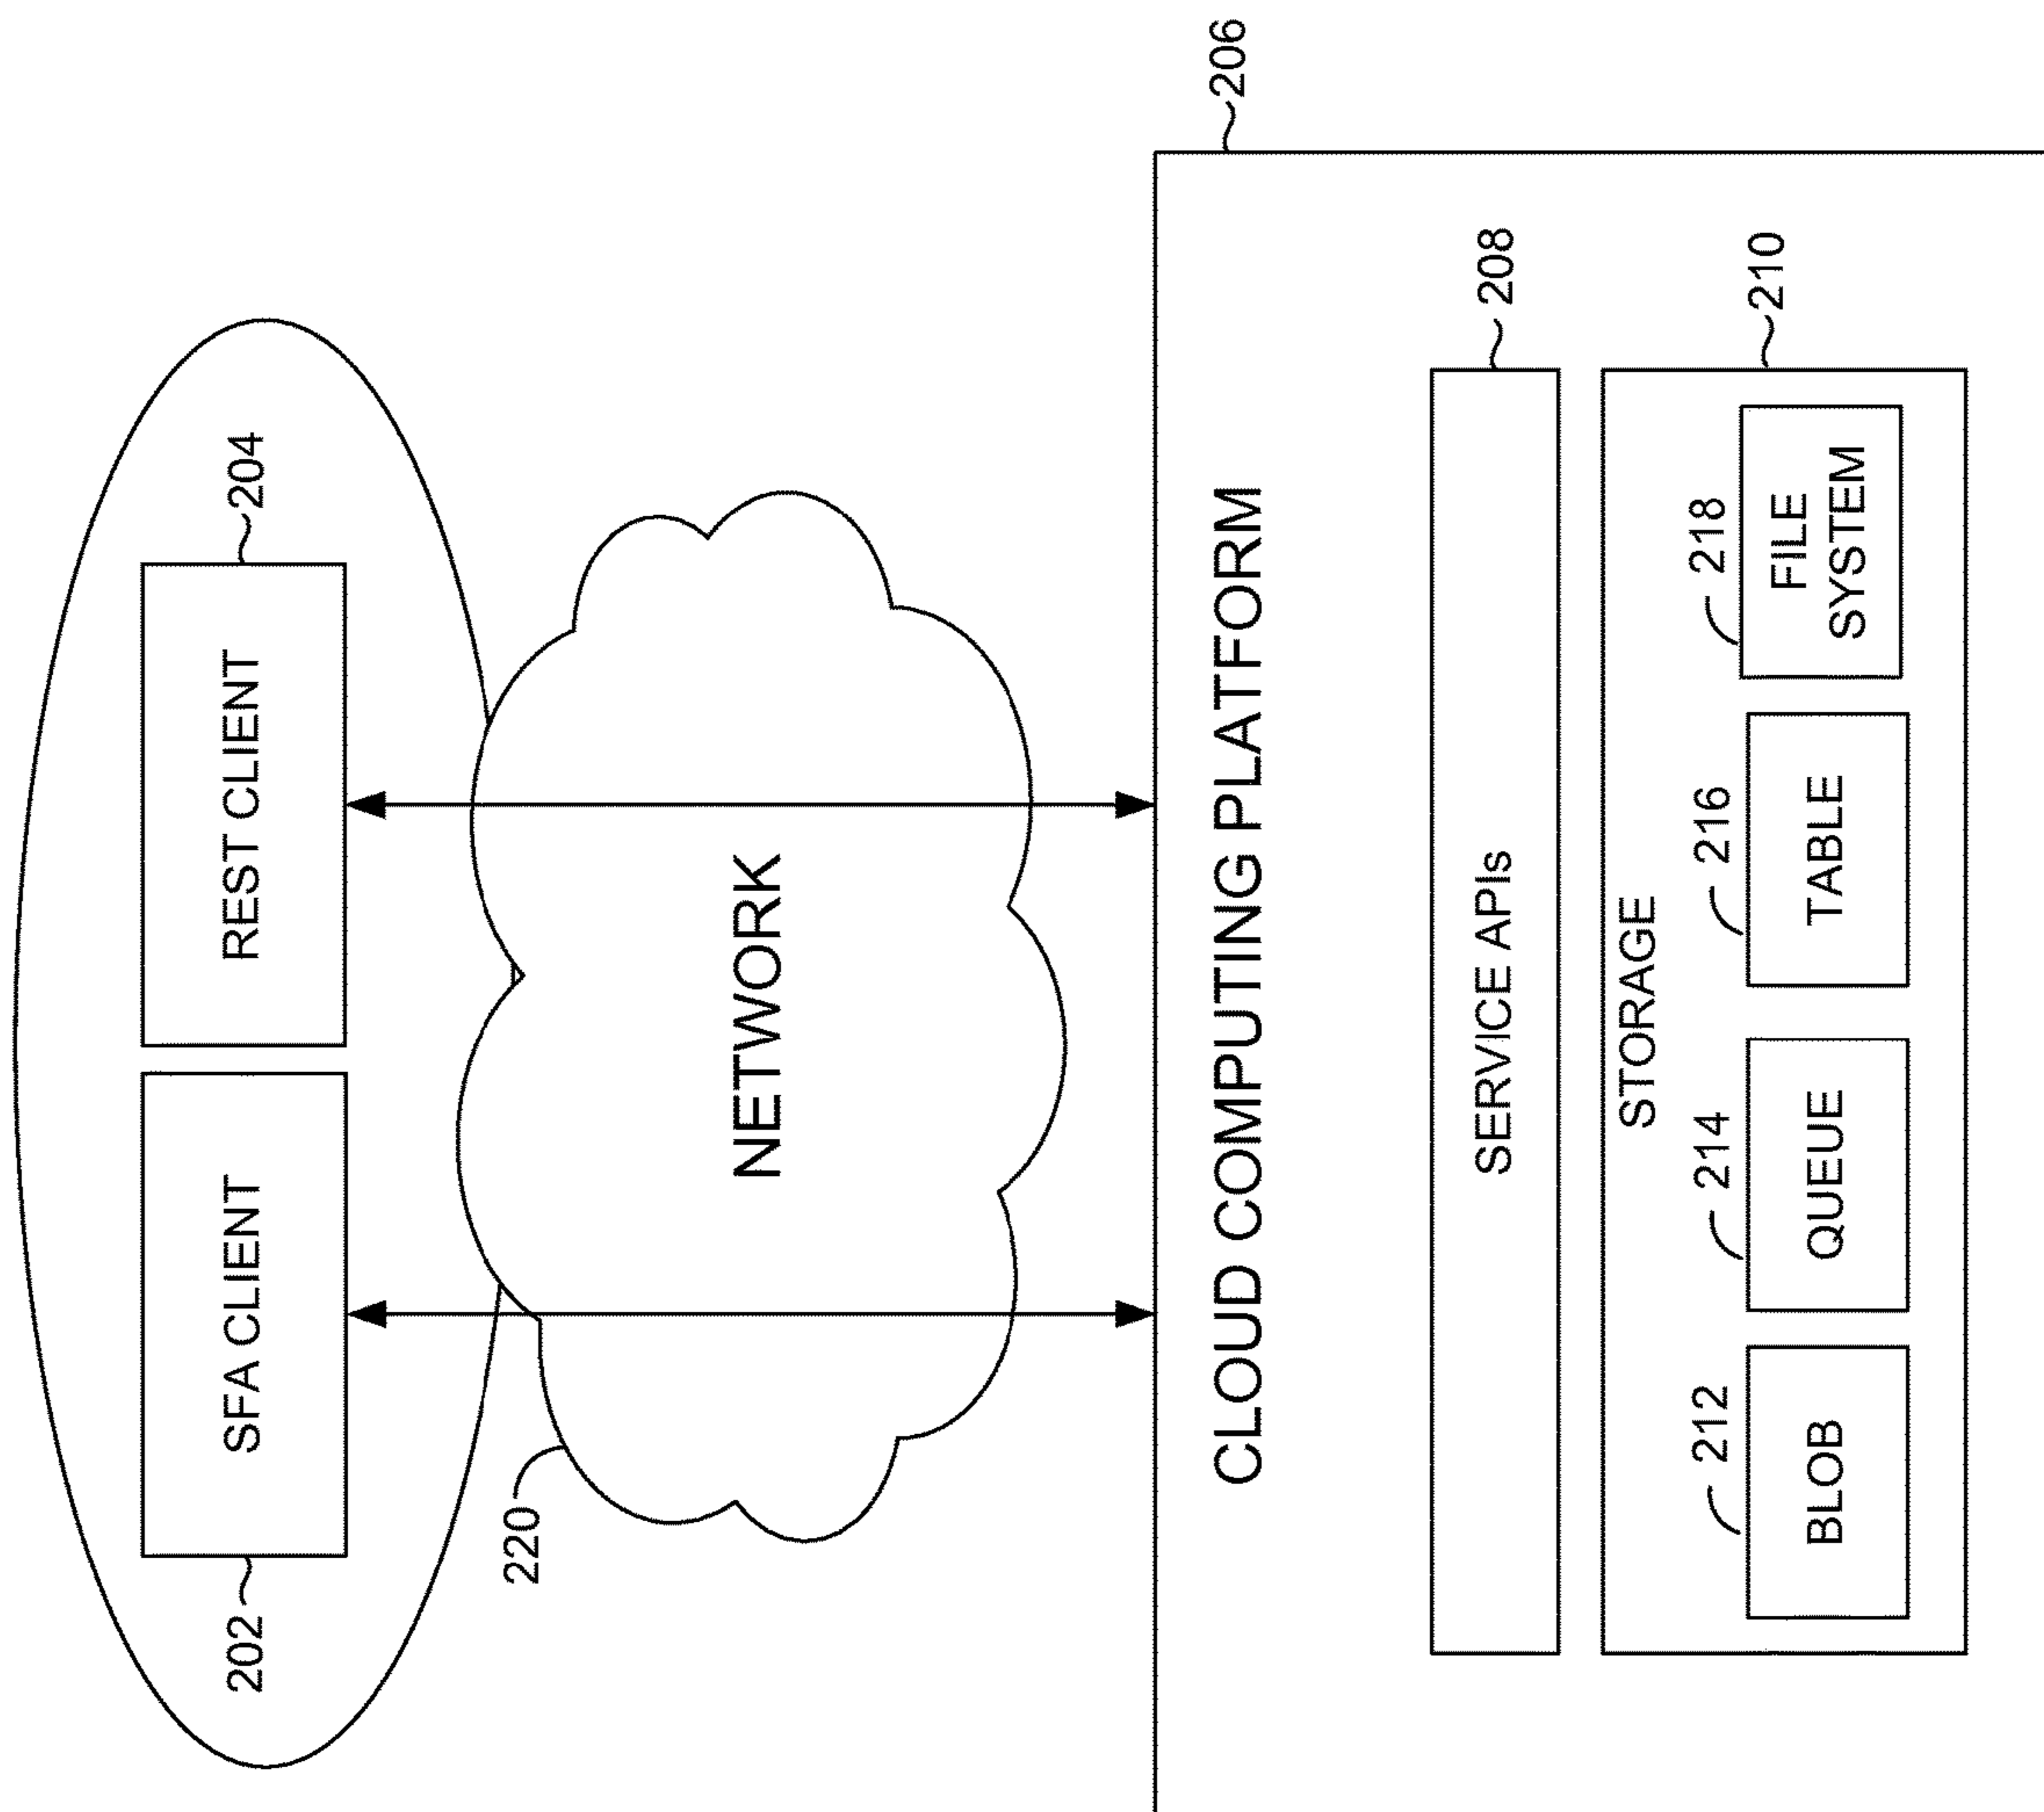 202
SFA CLIENT
REST CLIENT
204
220
NETWORK
206
CLOUD COMPUTING PLATFORM
SERVICE APIs
208
STORAGE
210
212
214
216
218
BLOB
QUEUE
TABLE
FILE
SYSTEM